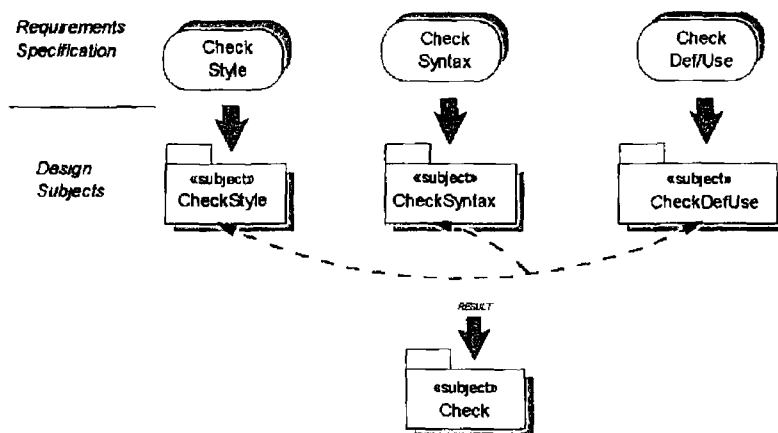 Requirements
Specification
Check
Style
Check
Syntax
Check
Def/Use
Design
Subjects
«subject»
CheckStyle
«subject»
CheckSyntax
«subject»
CheckDefUse
RESULT
«subject»
Check